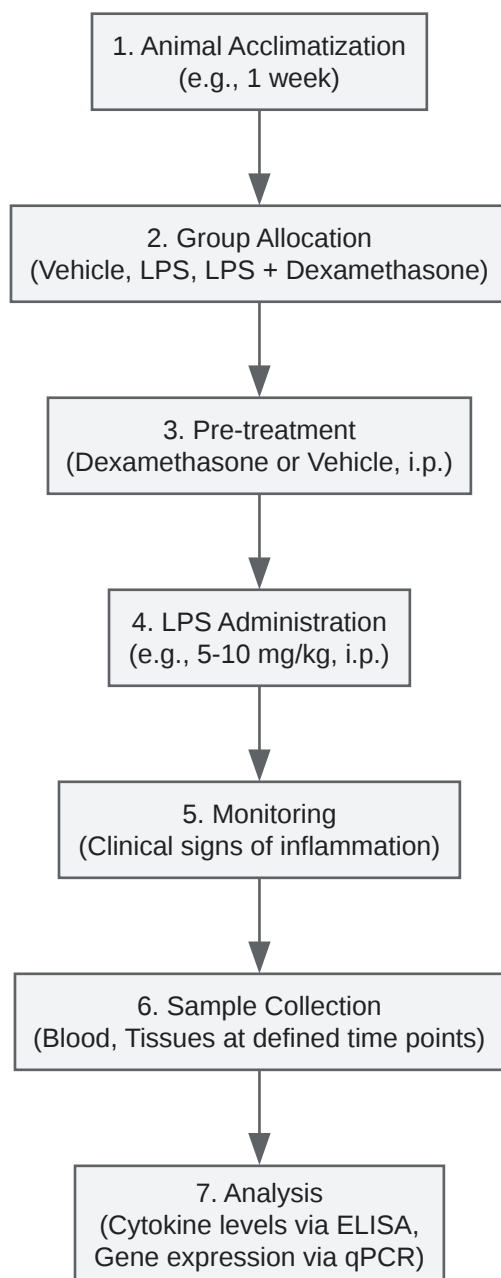 1. Animal Acclimatization
(e.g., 1 week)
2. Group Allocation
(Vehicle, LPS, LPS + Dexamethasone)
3. Pre-treatment
(Dexamethasone or Vehicle, i.p.)
4. LPS Administration
(e.g., 5-10 mg/kg, i.p.)
5. Monitoring
(Clinical signs of inflammation)
6. Sample Collection
(Blood, Tissues at defined time points)
7. Analysis
(Cytokine levels via ELISA,
Gene expression via qPCR)